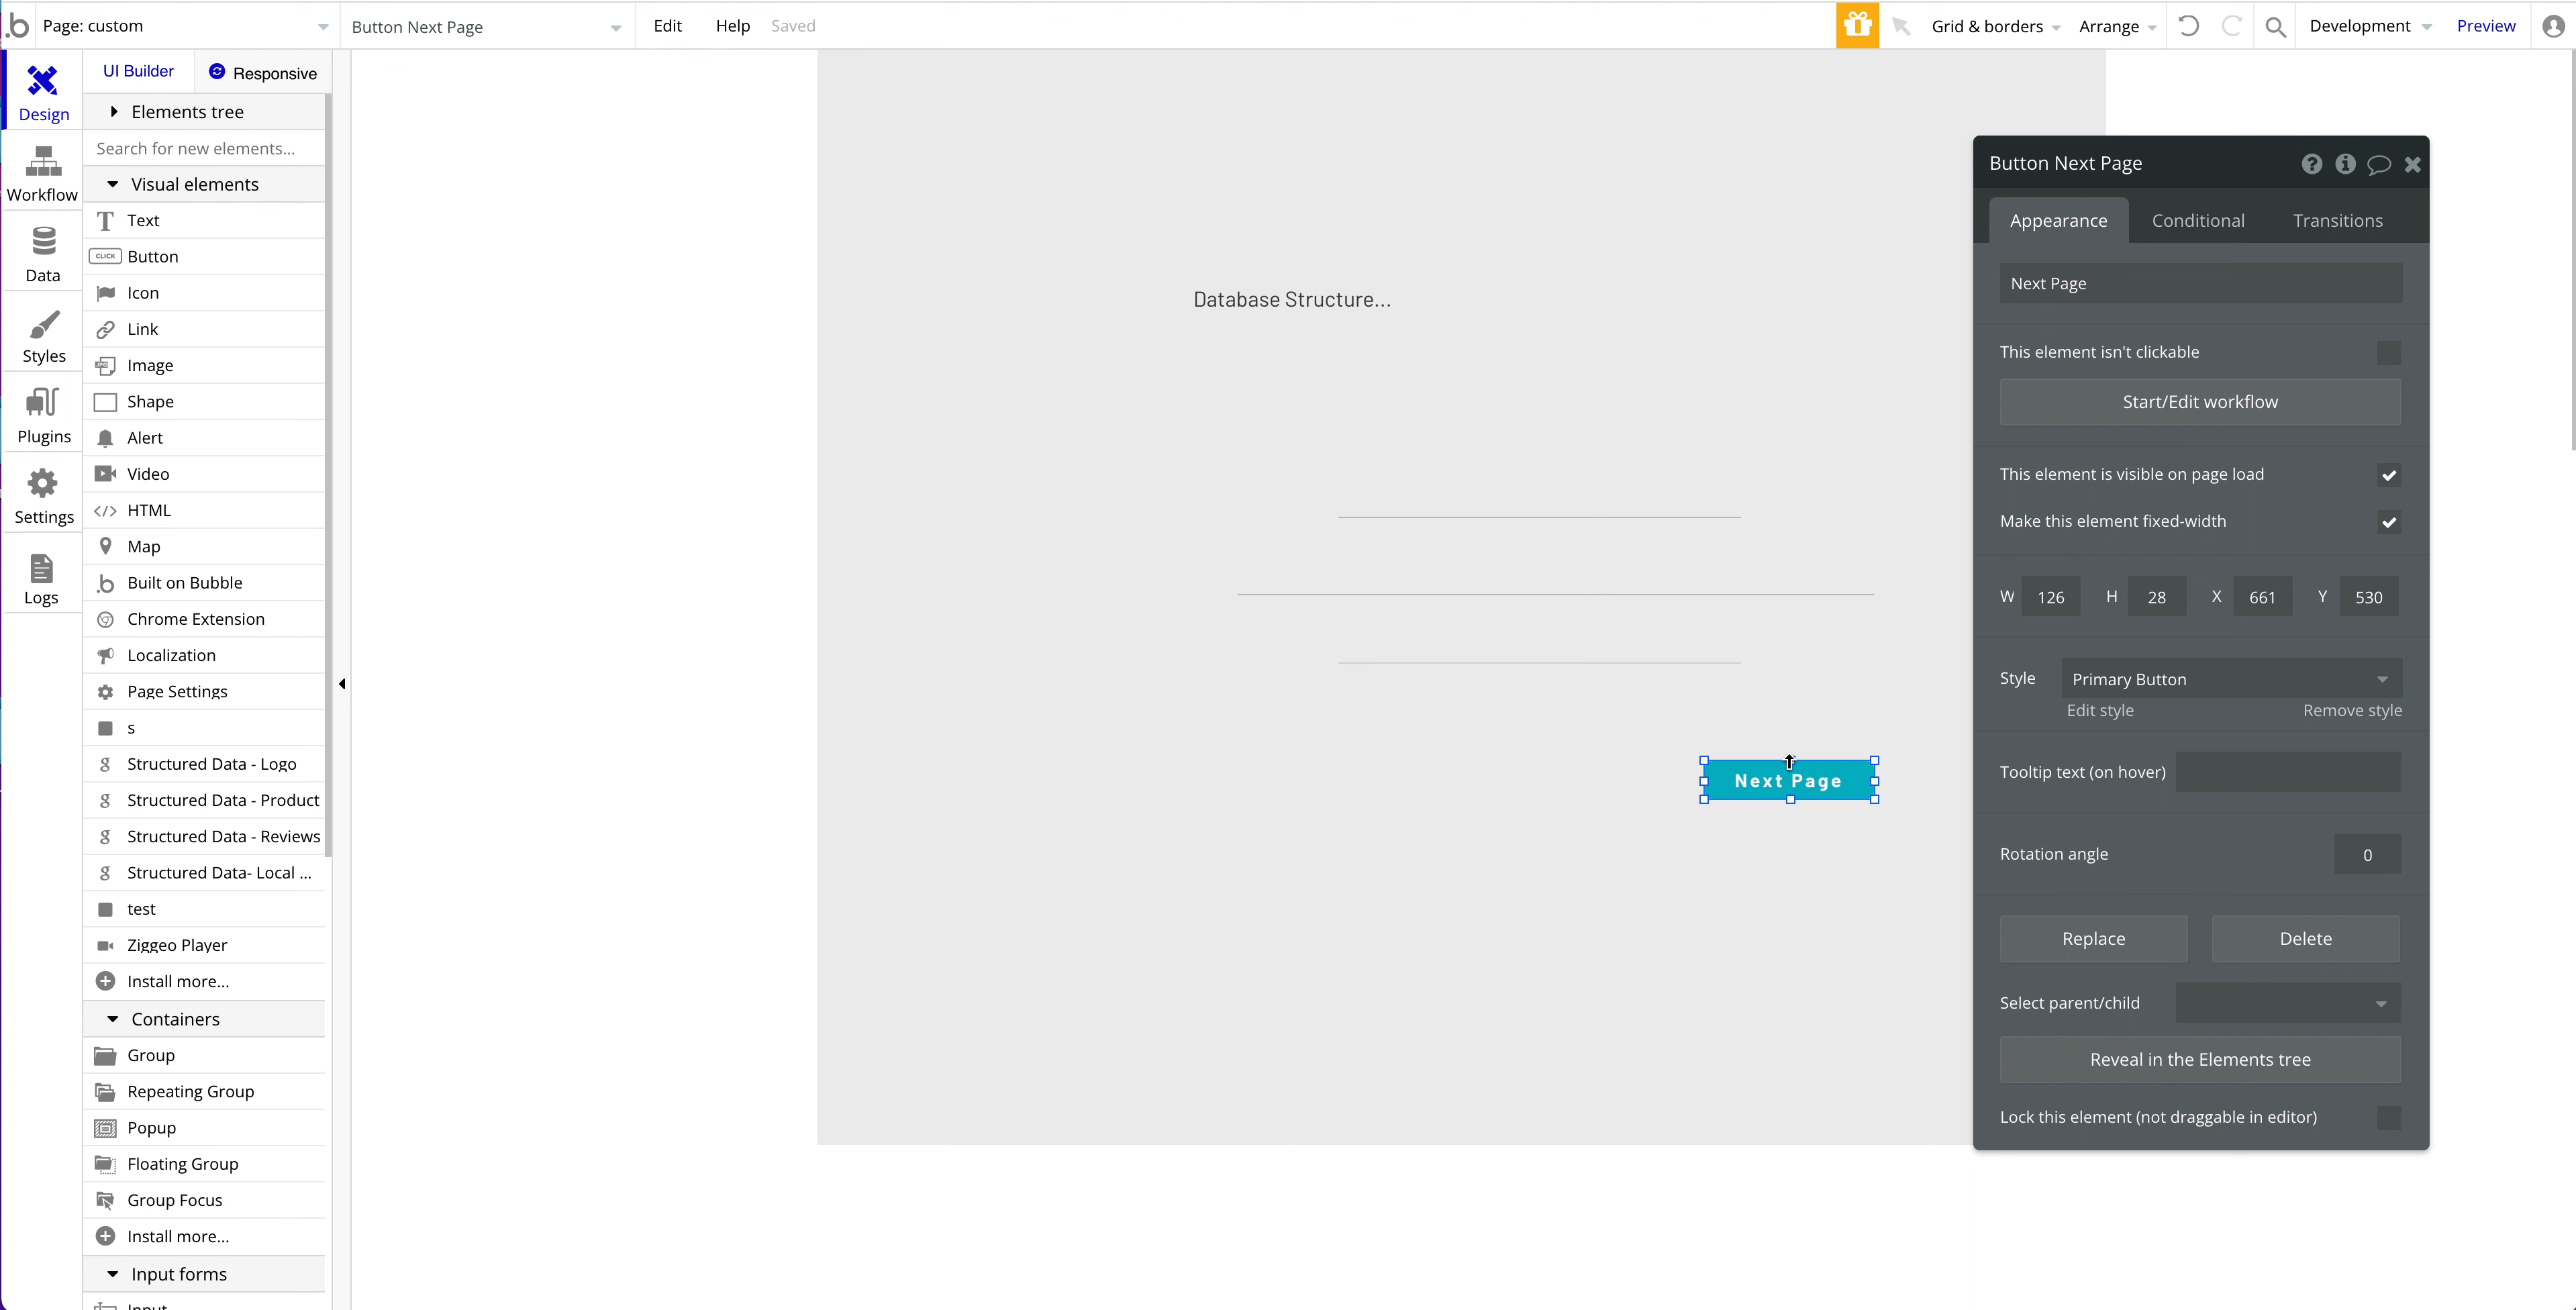 Page: custom
Button Next Page
Edit
Help
Saved
Grid & borders
Arrange
Development
Preview
Design
Workflow
Data
Styles
Plugins
Settings
Logs
UI Builder
Responsive
Elements tree
Search for new elements...
Visual elements
Text
CLICK Button
Icon
Link
Image
Shape
Alert
Video
HTML
Map
Built on Bubble
Chrome Extension
Localization
Page Settings
s
Structured Data - Logo
Structured Data - Product
Structured Data - Reviews
Structured Data- Local ...
test
Ziggeo Player
Install more...
Containers
Group
Repeating Group
Popup
Floating Group
Group Focus
Install more...
Input forms
Input
Database Structure...
Next Page
Button Next Page
Appearance
Conditional
Transitions
Next Page
This element isn't clickable
Start/Edit workflow
This element is visible on page load
Make this element fixed-width
W 126 H 28 X 661 Y 530
Style Primary Button
Edit style Remove style
Tooltip text (on hover)
Rotation angle 0
Replace Delete
Select parent/child
Reveal in the Elements tree
Lock this element (not draggable in editor)